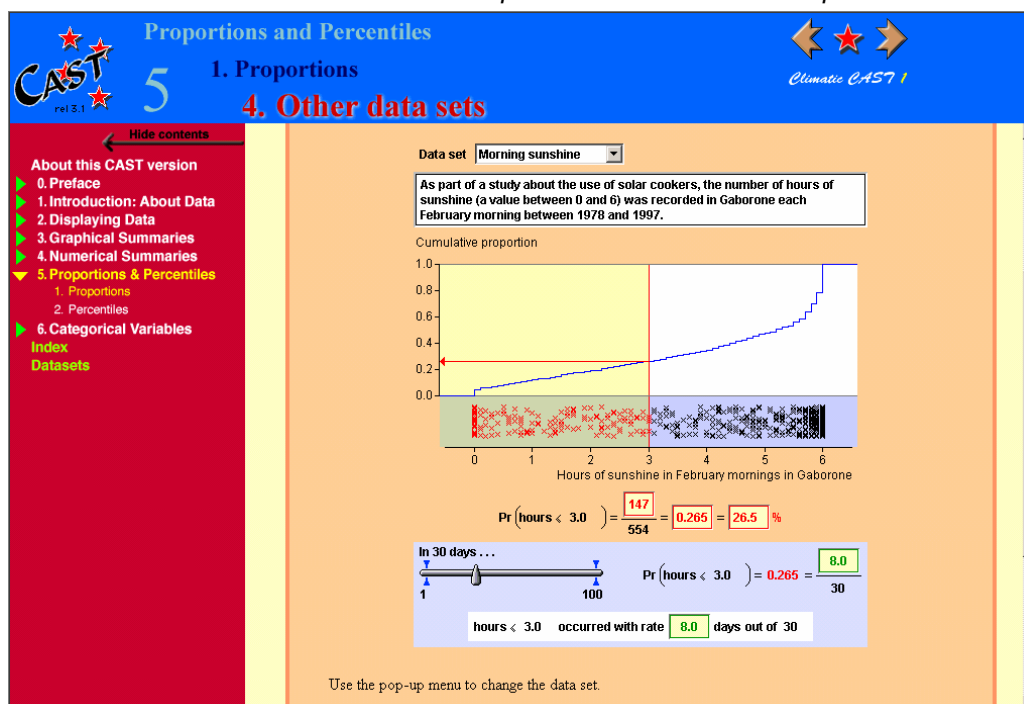 Proportions and Percentiles
CAST
rel 3.1
5
1. Proportions
4. Other data sets
Climatic CAST 1
Hide contents
About this CAST version
0. Preface
1. Introduction: About Data
2. Displaying Data
3. Graphical Summaries
4. Numerical Summaries
5. Proportions & Percentiles
1. Proportions
2. Percentiles
6. Categorical Variables
Index
Datasets
Data set Morning sunshine
As part of a study about the use of solar cookers, the number of hours of
sunshine (a value between 0 and 6) was recorded in Gaborone each
February morning between 1978 and 1997.
Cumulative proportion
1.0
0.8
0.6
0.4
0.2
0.0
0 1 2 3 4 5 6
Hours of sunshine in February mornings in Gaborone
Pr(hours ⩽ 3.0 ) = 147/554 = 0.265 = 26.5 %
In 30 days . . .
1 100
Pr(hours ⩽ 3.0 ) = 0.265 = 8.0/30
hours ⩽ 3.0 occurred with rate 8.0 days out of 30
Use the pop-up menu to change the data set.